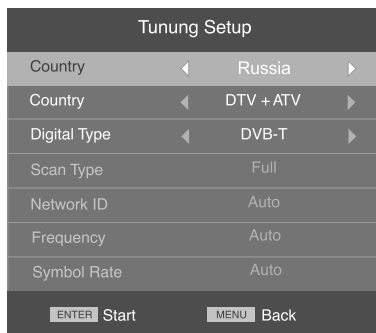 Tunung Setup
Country Russia
Country DTV + ATV
Digital Type DVB-T
Scan Type Full
Network ID Auto
Frequency Auto
Symbol Rate Auto
ENTER Start MENU Back